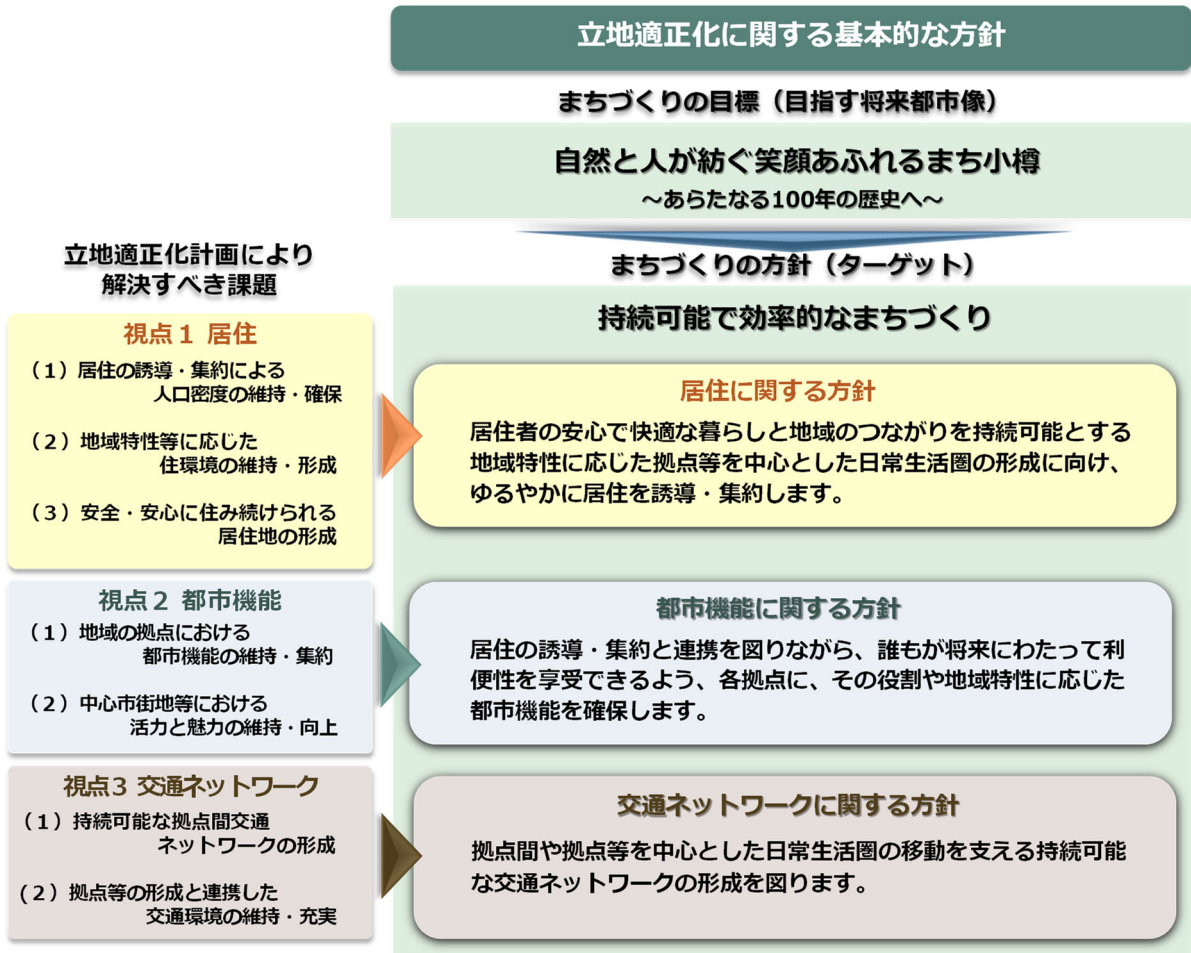 立地適正化に関する基本的な方針
まちづくりの目標（目指す将来都市像）
自然と人が紡ぐ笑顔あふれるまち小樽
～あらたなる100年の歴史へ～
まちづくりの方針（ターゲット）
持続可能で効率的なまちづくり
立地適正化計画により
解決すべき課題
視点１ 居住
（１）居住の誘導・集約による
人口密度の維持・確保
（２）地域特性等に応じた
住環境の維持・形成
（３）安全・安心に住み続けられる
居住地の形成
居住に関する方針
居住者の安心で快適な暮らしと地域のつながりを持続可能とする
地域特性に応じた拠点等を中心とした日常生活圏の形成に向け、
ゆるやかに居住を誘導・集約します。
視点２ 都市機能
（１）地域の拠点における
都市機能の維持・集約
（２）中心市街地等における
活力と魅力の維持・向上
都市機能に関する方針
居住の誘導・集約と連携を図りながら、誰もが将来にわたって利
便性を享受できるよう、各拠点に、その役割や地域特性に応じた
都市機能を確保します。
視点３ 交通ネットワーク
（１）持続可能な拠点間交通
ネットワークの形成
(２）拠点等の形成と連携した
交通環境の維持・充実
交通ネットワークに関する方針
拠点間や拠点等を中心とした日常生活圏の移動を支える持続可能
な交通ネットワークの形成を図ります。